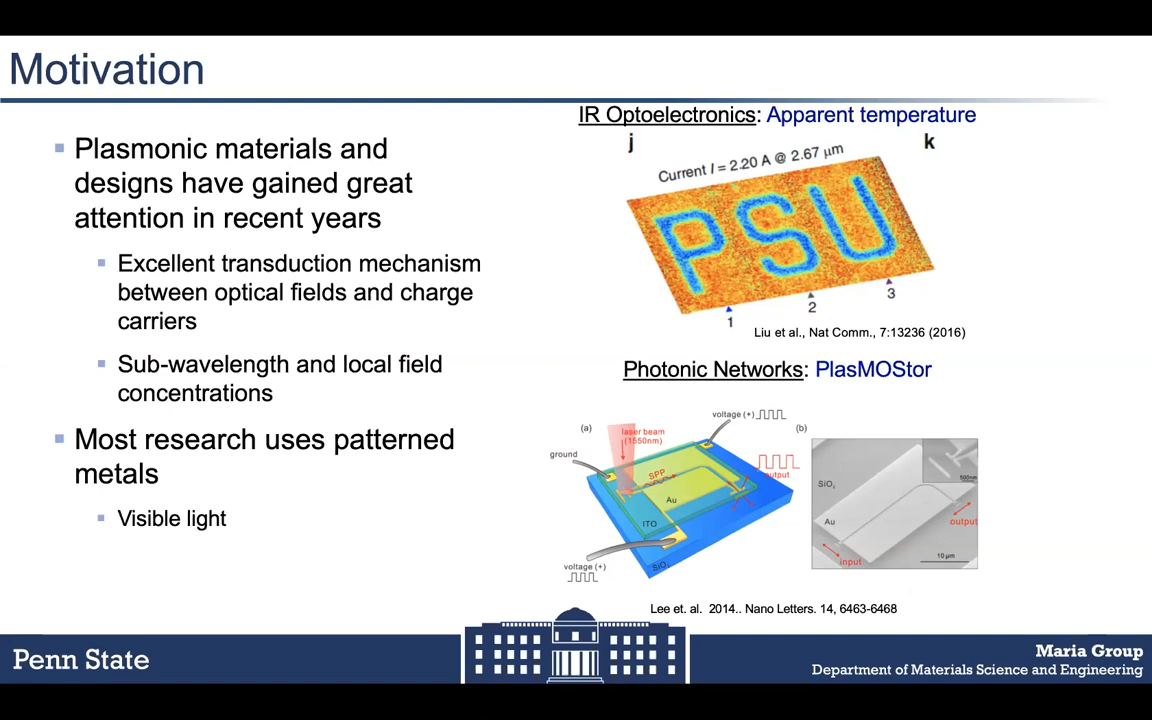 Motivation
Plasmonic materials and
designs have gained great
attention in recent years
Excellent transduction mechanism
between optical fields and charge
carriers
Sub-wavelength and local field
concentrations
Most research uses patterned
metals
Visible light
IR Optoelectronics: Apparent temperature
j k
Current I = 2.20 A @ 2.67 μm
PSU
1 2 3
Liu et al., Nat Comm., 7:13236 (2016)
Photonic Networks: PlasMOStor
(a)
voltage (+)
laser beam
(1550nm)
ground
SPP
output
Au
ITO
SiO₂
voltage (+)
(b)
SiO₂
500nm
Au
output
input
10 μm
Lee et. al. 2014.. Nano Letters. 14, 6463-6468
Penn State
Maria Group
Department of Materials Science and Engineering